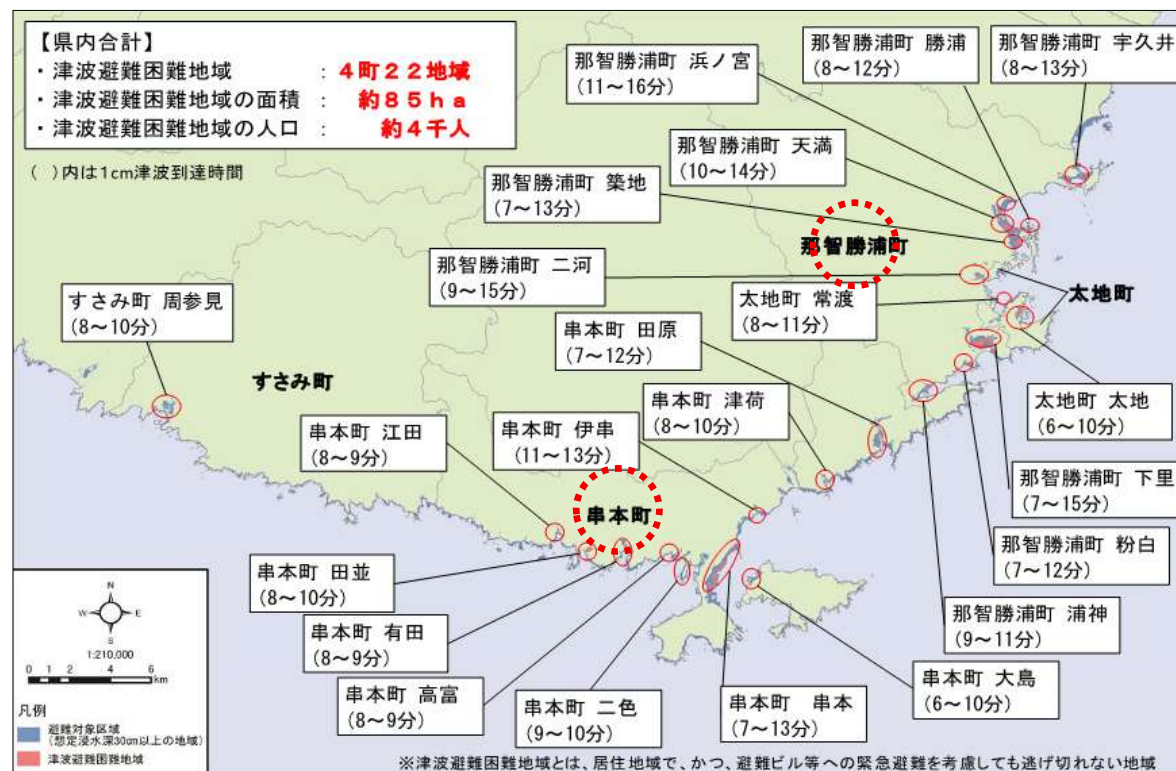 【県内合計】
・津波避難困難地域　　　　　：４町２２地域
・津波避難困難地域の面積：　約８５ｈａ
・津波避難困難地域の人口：　約４千人
(　)内は1cm津波到達時間
那智勝浦町 浜ノ宮
(11～16分)
那智勝浦町 勝浦
(8～12分)
那智勝浦町 宇久井
(8～13分)
那智勝浦町 天満
(10～14分)
那智勝浦町 築地
(7～13分)
那智勝浦町
那智勝浦町 二河
(9～15分)
太地町
太地町 常渡
(8～11分)
すさみ町 周参見
(8～10分)
串本町 田原
(7～12分)
すさみ町
串本町 津荷
(8～10分)
太地町 太地
(6～10分)
串本町 江田
(8～9分)
串本町 伊串
(11～13分)
那智勝浦町 下里
(7～15分)
串本町
那智勝浦町 粉白
(7～12分)
串本町 田並
(8～10分)
那智勝浦町 浦神
(9～11分)
串本町 有田
(8～9分)
串本町 大島
(6～10分)
串本町 高富
(8～9分)
串本町 二色
(9～10分)
串本町　串本
(7～13分)
N
W E
S
1:210,000
0 1 2 4 6
km
凡例
避難対象区域
(想定浸水深30cm以上の地域)
津波避難困難地域
※津波避難困難地域とは、居住地域で、かつ、避難ビル等への緊急避難を考慮しても逃げ切れない地域